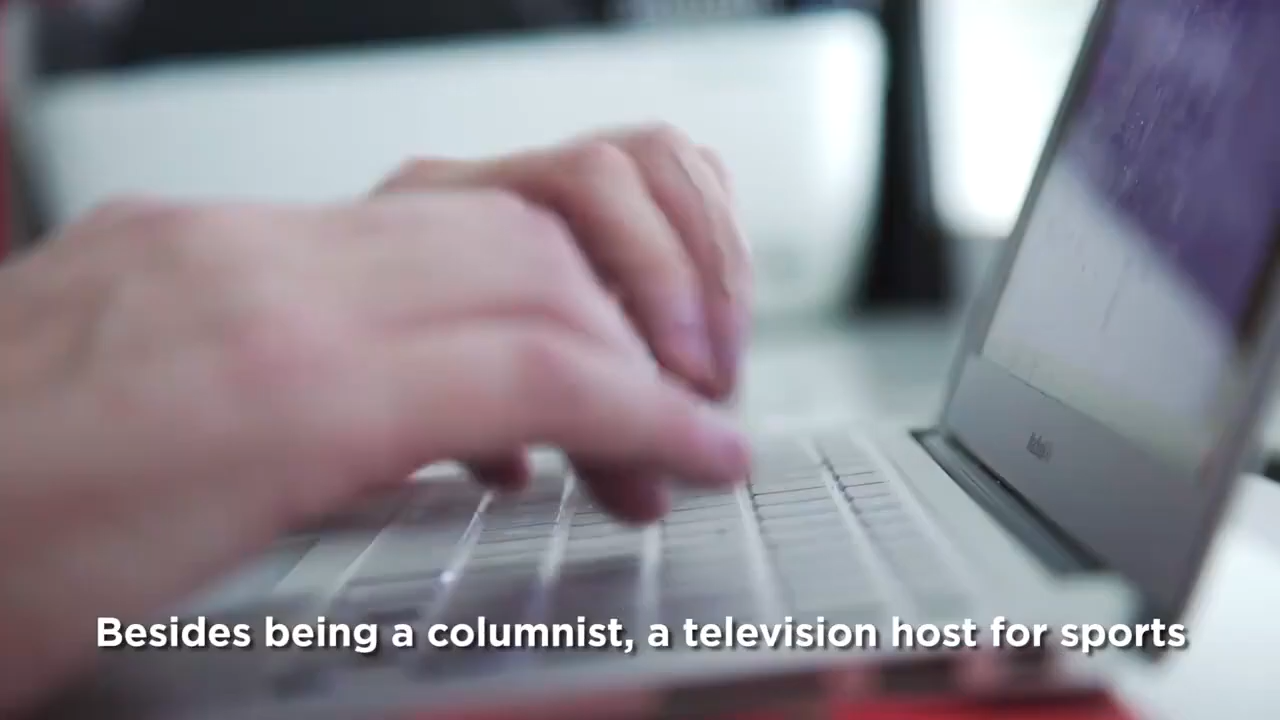 Besides being a columnist, a television host for sports